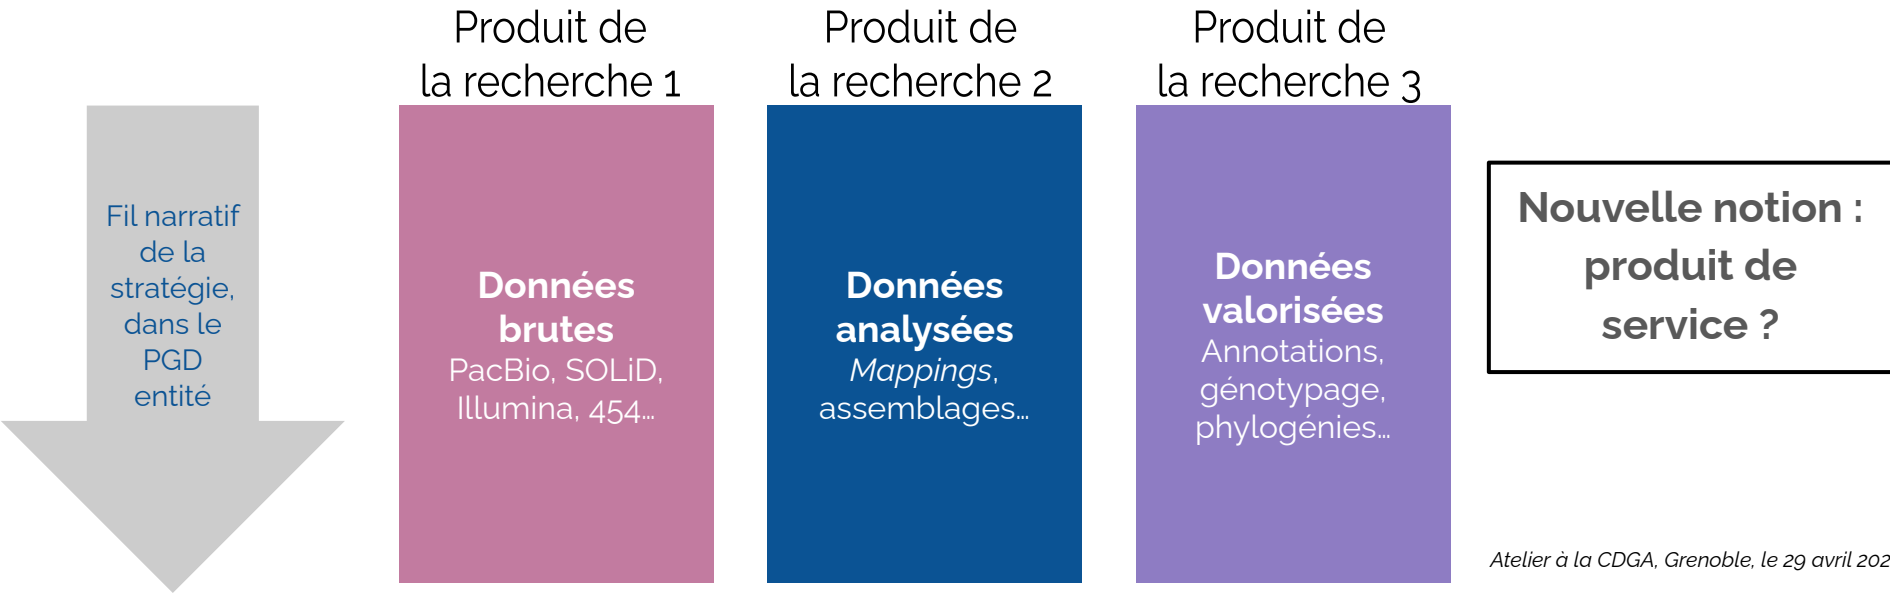 Produit de
la recherche 1
Produit de
la recherche 2
Produit de
la recherche 3
Fil narratif
de la
stratégie,
dans le
PGD
entité
Données
brutes
PacBio, SOLiD,
Illumina, 454…
Données
analysées
Mappings,
assemblages…
Données
valorisées
Annotations,
génotypage,
phylogénies…
Nouvelle notion :
produit de
service ?
Atelier à la CDGA, Grenoble, le 29 avril